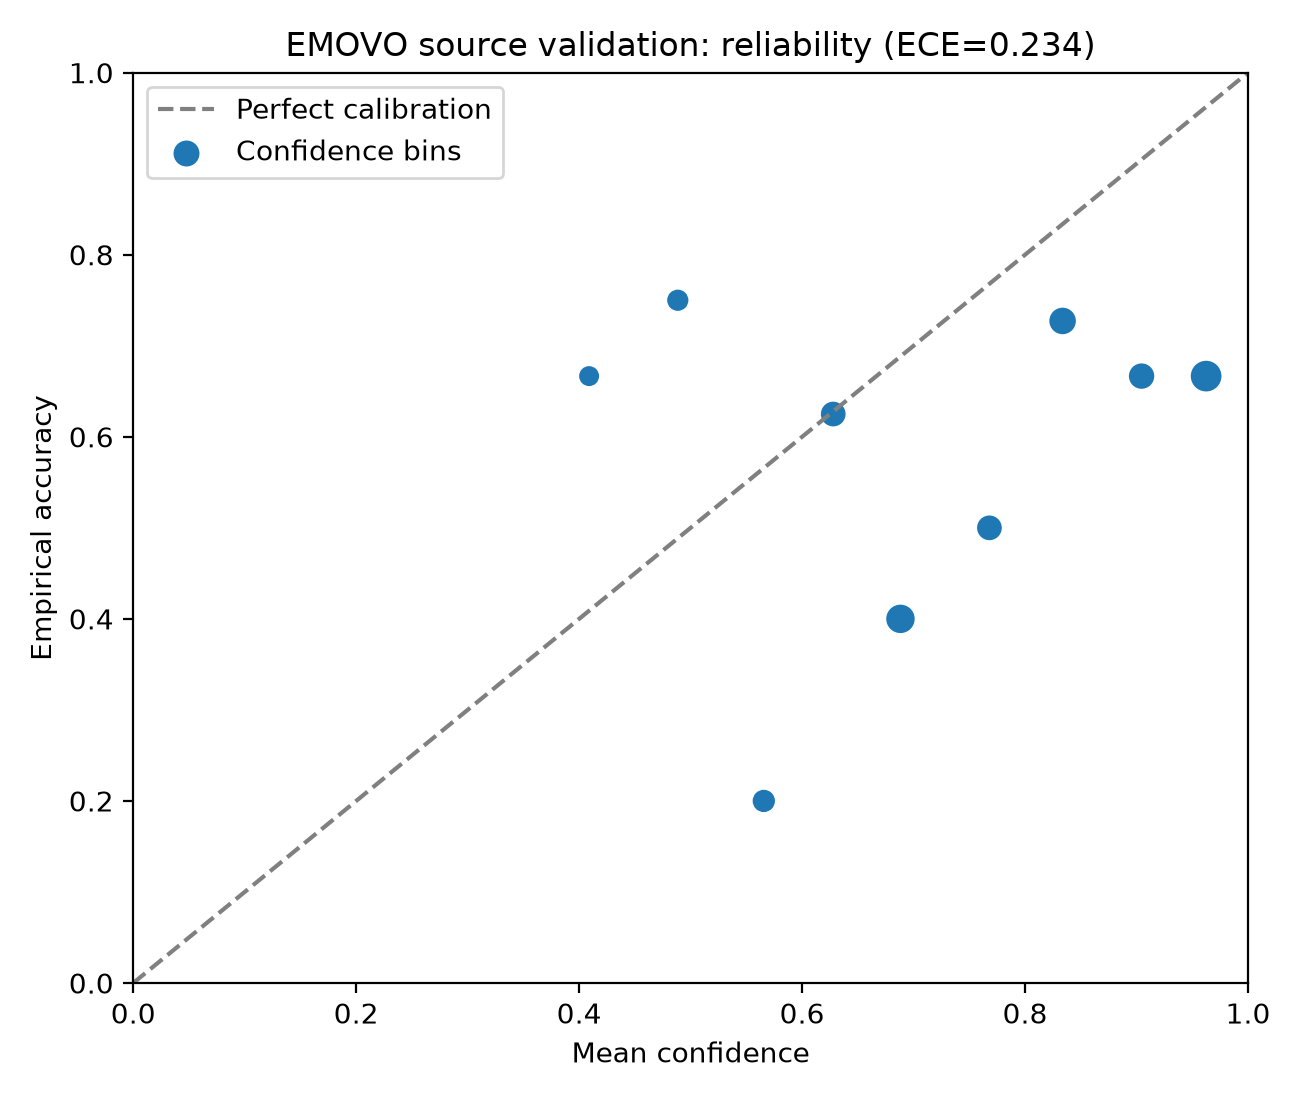 EMOVO source validation: reliability (ECE=0.234)
Perfect calibration
Confidence bins
1.0
0.8
0.6
0.4
0.2
0.0
Empirical accuracy
0.0 0.2 0.4 0.6 0.8 1.0
Mean confidence